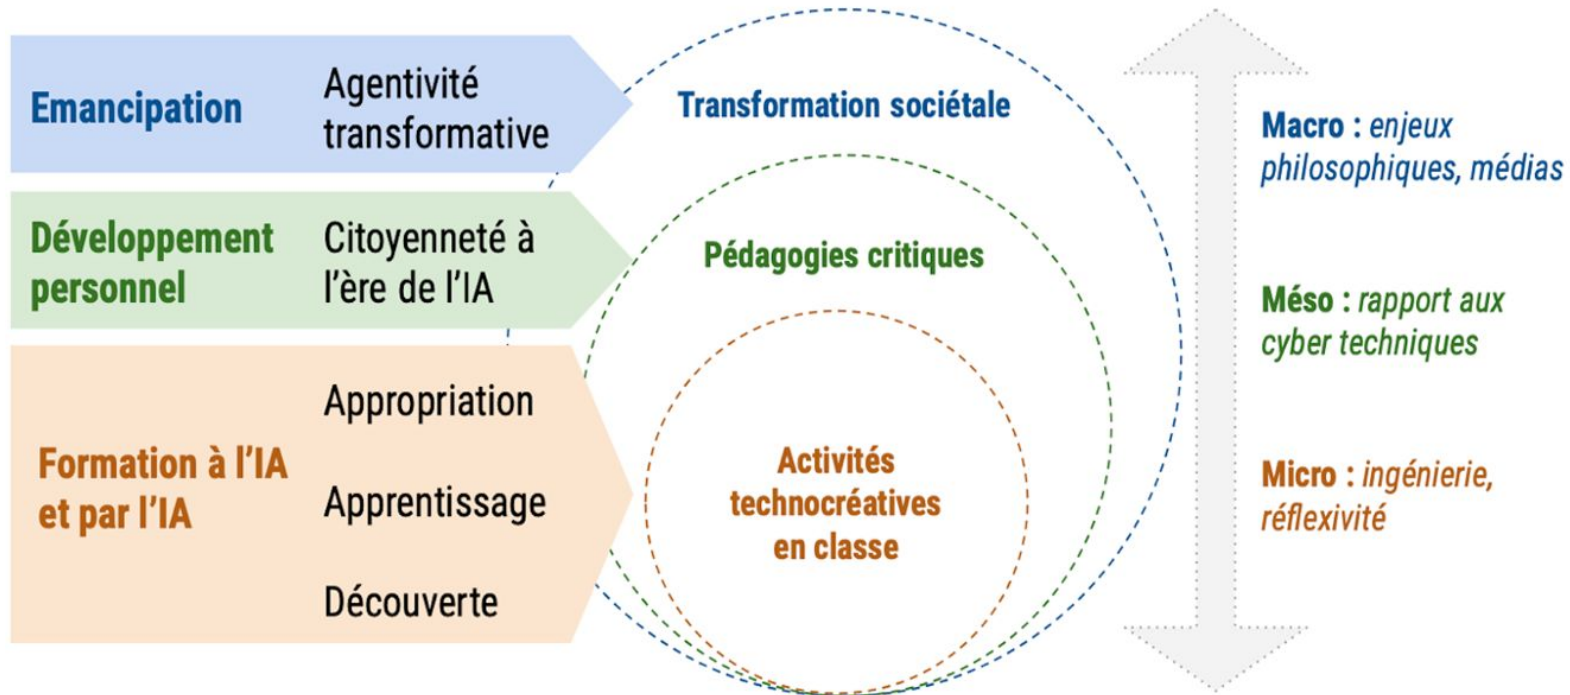 Emancipation
Agentivité
transformative
Transformation sociétale
Macro : enjeux
philosophiques, médias
Développement
personnel
Citoyenneté à
l'ère de l'IA
Pédagogies critiques
Méso : rapport aux
cyber techniques
Formation à l'IA
et par l'IA
Appropriation
Apprentissage
Découverte
Activités
technocréatives
en classe
Micro : ingénierie,
réflexivité